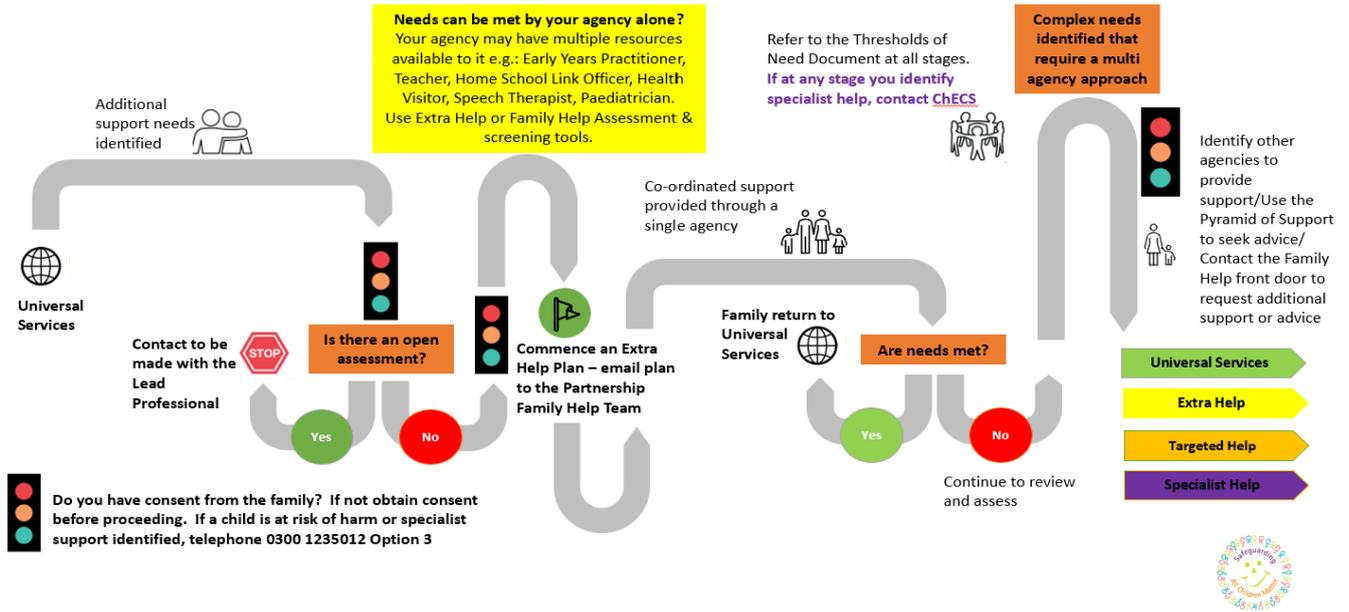 Needs can be met by your agency alone?
Your agency may have multiple resources
available to it e.g.: Early Years Practitioner,
Teacher, Home School Link Officer, Health
Visitor, Speech Therapist, Paediatrician.
Use Extra Help or Family Help Assessment &
screening tools.
Refer to the Thresholds of
Need Document at all stages.
If at any stage you identify
specialist help, contact ChECS
Complex needs
identified that
require a multi
agency approach
Additional
support needs
identified
Identify other
agencies to
provide
support/Use the
Pyramid of Support
to seek advice/
Contact the Family
Help front door to
request additional
support or advice
Co-ordinated support
provided through a
single agency
Universal
Services
Contact to be
made with the
Lead
Professional
STOP
Is there an open
assessment?
Yes
No
Commence an Extra
Help Plan – email plan
to the Partnership
Family Help Team
Family return to
Universal
Services
Are needs met?
Yes
No
Continue to review
and assess
Universal Services
Extra Help
Targeted Help
Specialist Help
Do you have consent from the family? If not obtain consent
before proceeding. If a child is at risk of harm or specialist
support identified, telephone 0300 1235012 Option 3
Safeguarding
All Children Matter